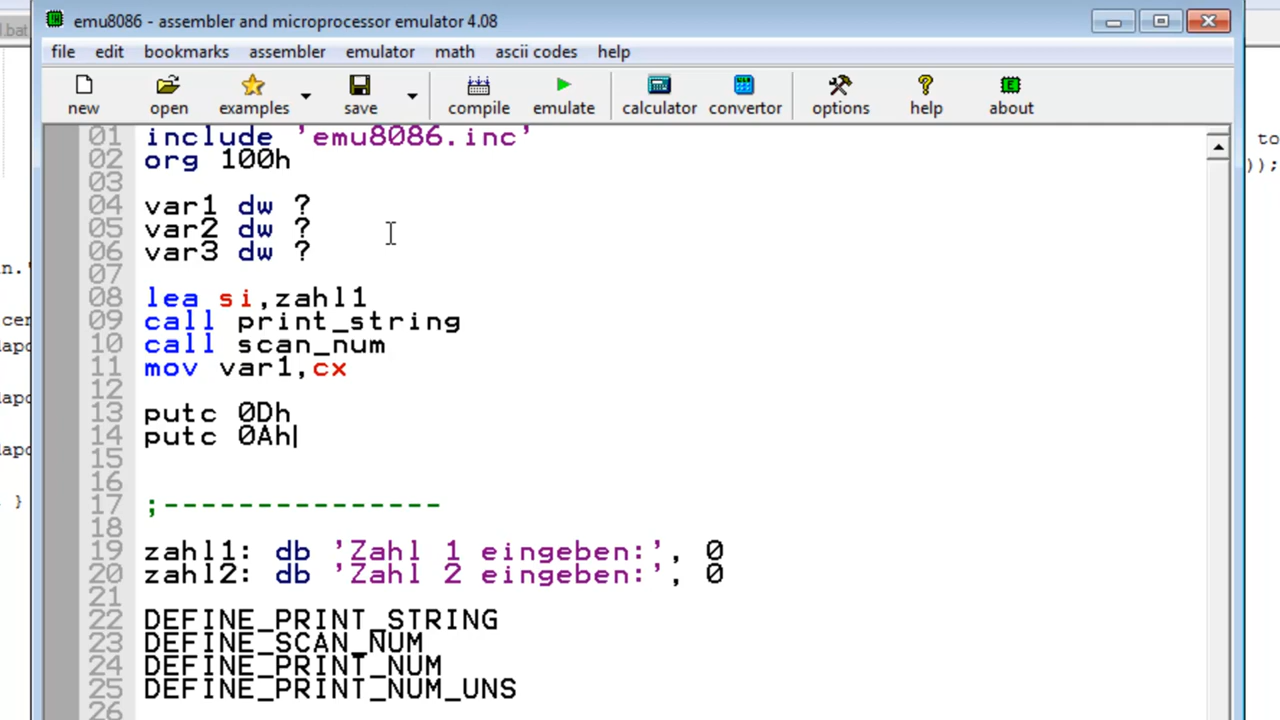 emu8086 - assembler and microprocessor emulator 4.08
file edit bookmarks assembler emulator math ascii codes help
new open examples save compile emulate calculator convertor options help about
01 include 'emu8086.inc'
02 org 100h
03
04 var1 dw ?
05 var2 dw ?
06 var3 dw ?
07
08 lea si,zahl1
09 call print_string
10 call scan_num
11 mov var1,cx
12
13 putc 0Dh
14 putc 0Ah
15
16
17 ;---------------
18
19 zahl1: db 'Zahl 1 eingeben:', 0
20 zahl2: db 'Zahl 2 eingeben:', 0
21
22 DEFINE_PRINT_STRING
23 DEFINE_SCAN_NUM
24 DEFINE_PRINT_NUM
25 DEFINE_PRINT_NUM_UNS
26